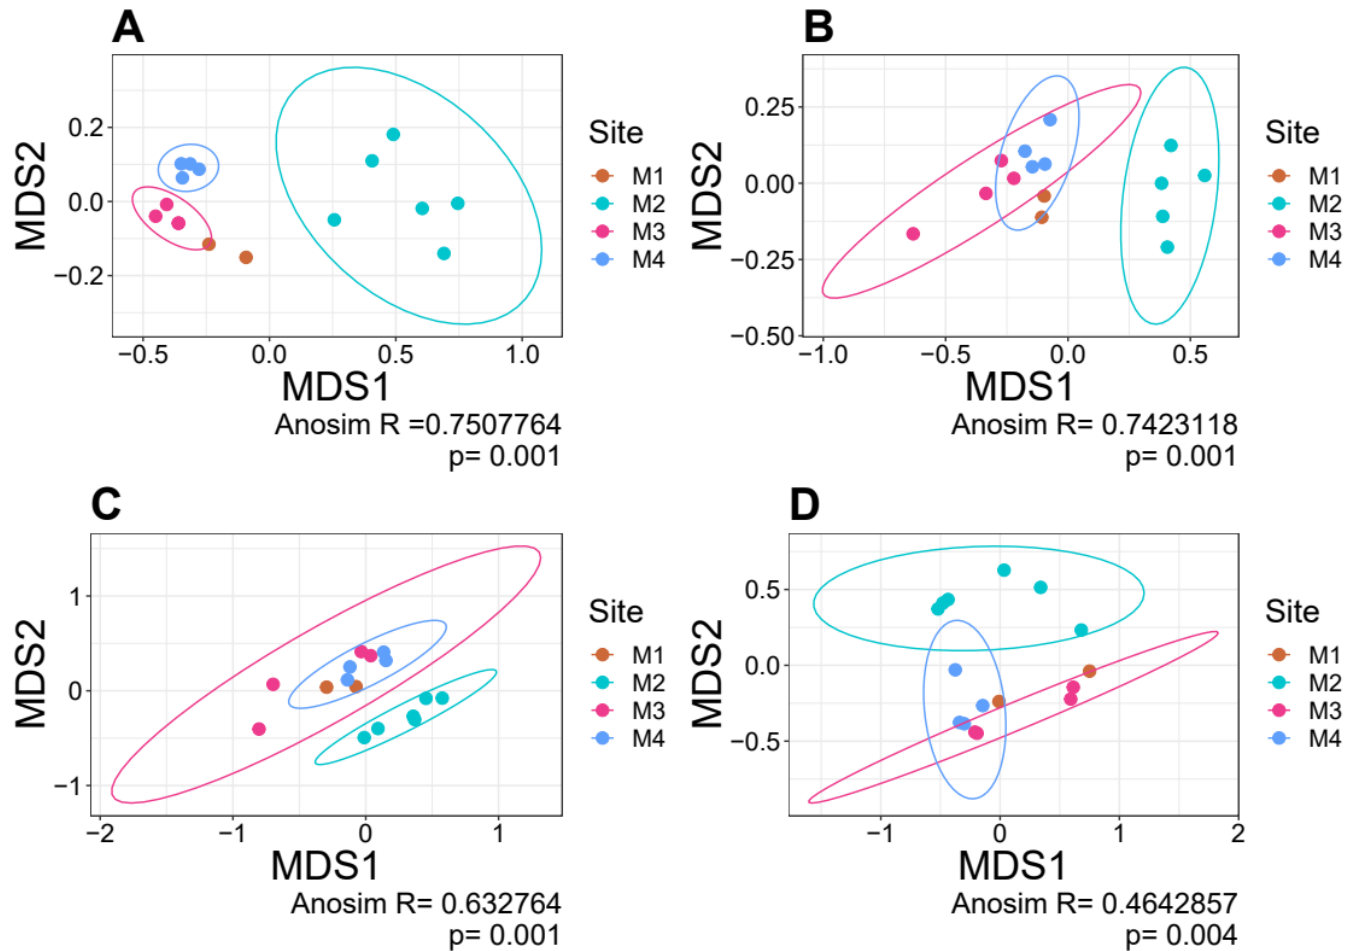 A
MDS2
0.2
0.0
−0.2
−0.5
0.0
0.5
1.0
MDS1
Anosim R =0.7507764
p= 0.001
Site
M1
M2
M3
M4
B
MDS2
0.25
0.00
−0.25
−0.50
−1.0
−0.5
0.0
0.5
MDS1
Anosim R= 0.7423118
p= 0.001
Site
M1
M2
M3
M4
C
MDS2
1
0
−1
−2
−1
0
1
MDS1
Anosim R= 0.632764
p= 0.001
Site
M1
M2
M3
M4
D
MDS2
0.5
0.0
−0.5
−1
0
1
2
MDS1
Anosim R= 0.4642857
p= 0.004
Site
M1
M2
M3
M4